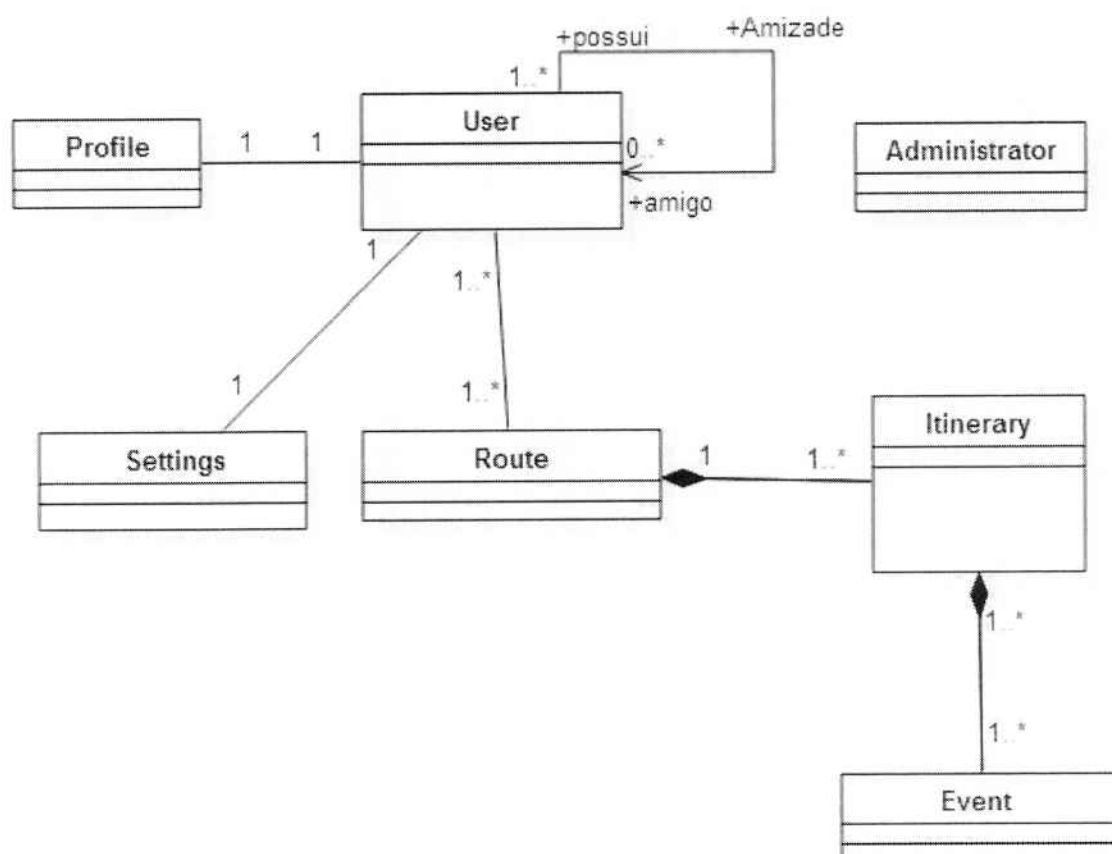 +possui
+Amizade
1..*
User
Profile
1
1
0..*
Administrator
+amigo
1
1..*
1
1..*
Itinerary
Settings
Route
1
1..*
1..*
1..*
Event